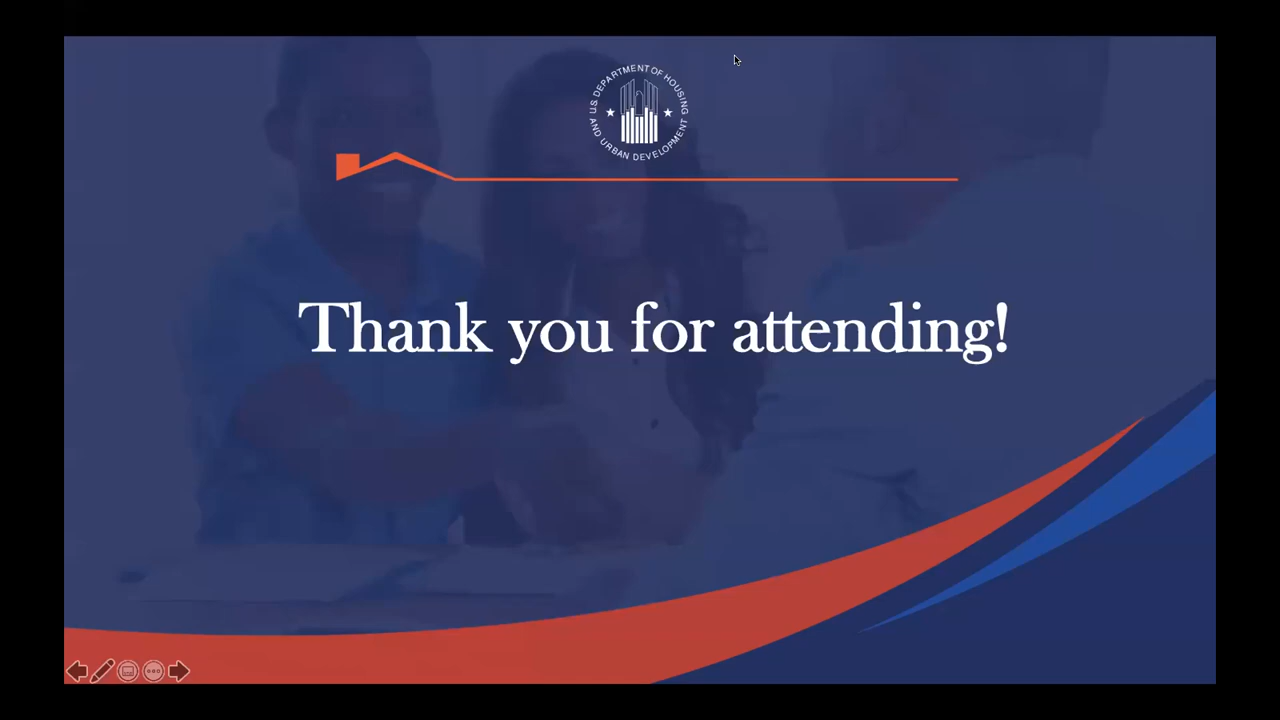 U.S. DEPARTMENT OF HOUSING
AND URBAN DEVELOPMENT
Thank you for attending!